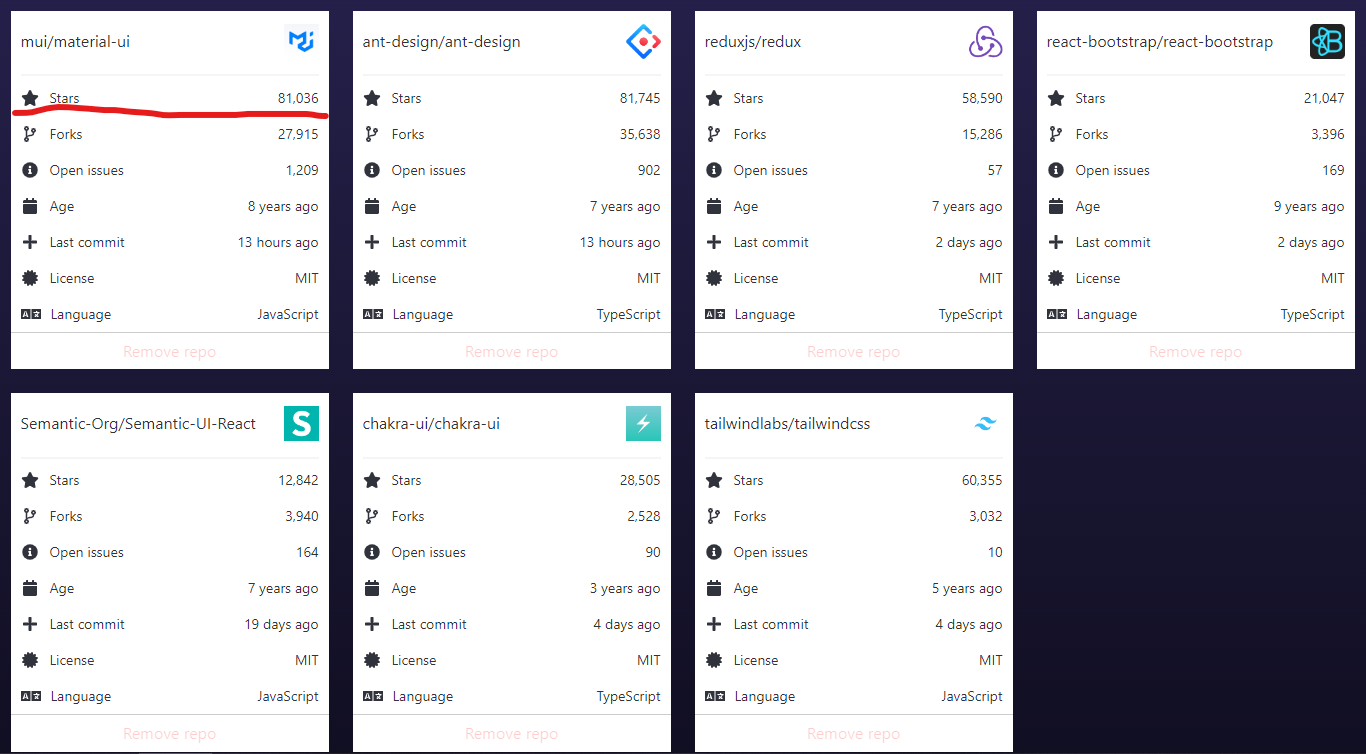 mui/material-ui
Stars 81,036
Forks 27,915
Open issues 1,209
Age 8 years ago
Last commit 13 hours ago
License MIT
Language JavaScript
Remove repo
ant-design/ant-design
Stars 81,745
Forks 35,638
Open issues 902
Age 7 years ago
Last commit 13 hours ago
License MIT
Language TypeScript
Remove repo
reduxjs/redux
Stars 58,590
Forks 15,286
Open issues 57
Age 7 years ago
Last commit 2 days ago
License MIT
Language TypeScript
Remove repo
react-bootstrap/react-bootstrap
B
Stars 21,047
Forks 3,396
Open issues 169
Age 9 years ago
Last commit 2 days ago
License MIT
Language TypeScript
Remove repo
Semantic-Org/Semantic-UI-React
S
Stars 12,842
Forks 3,940
Open issues 164
Age 7 years ago
Last commit 19 days ago
License MIT
Language JavaScript
Remove repo
chakra-ui/chakra-ui
Stars 28,505
Forks 2,528
Open issues 90
Age 3 years ago
Last commit 4 days ago
License MIT
Language TypeScript
Remove repo
tailwindlabs/tailwindcss
Stars 60,355
Forks 3,032
Open issues 10
Age 5 years ago
Last commit 4 days ago
License MIT
Language JavaScript
Remove repo